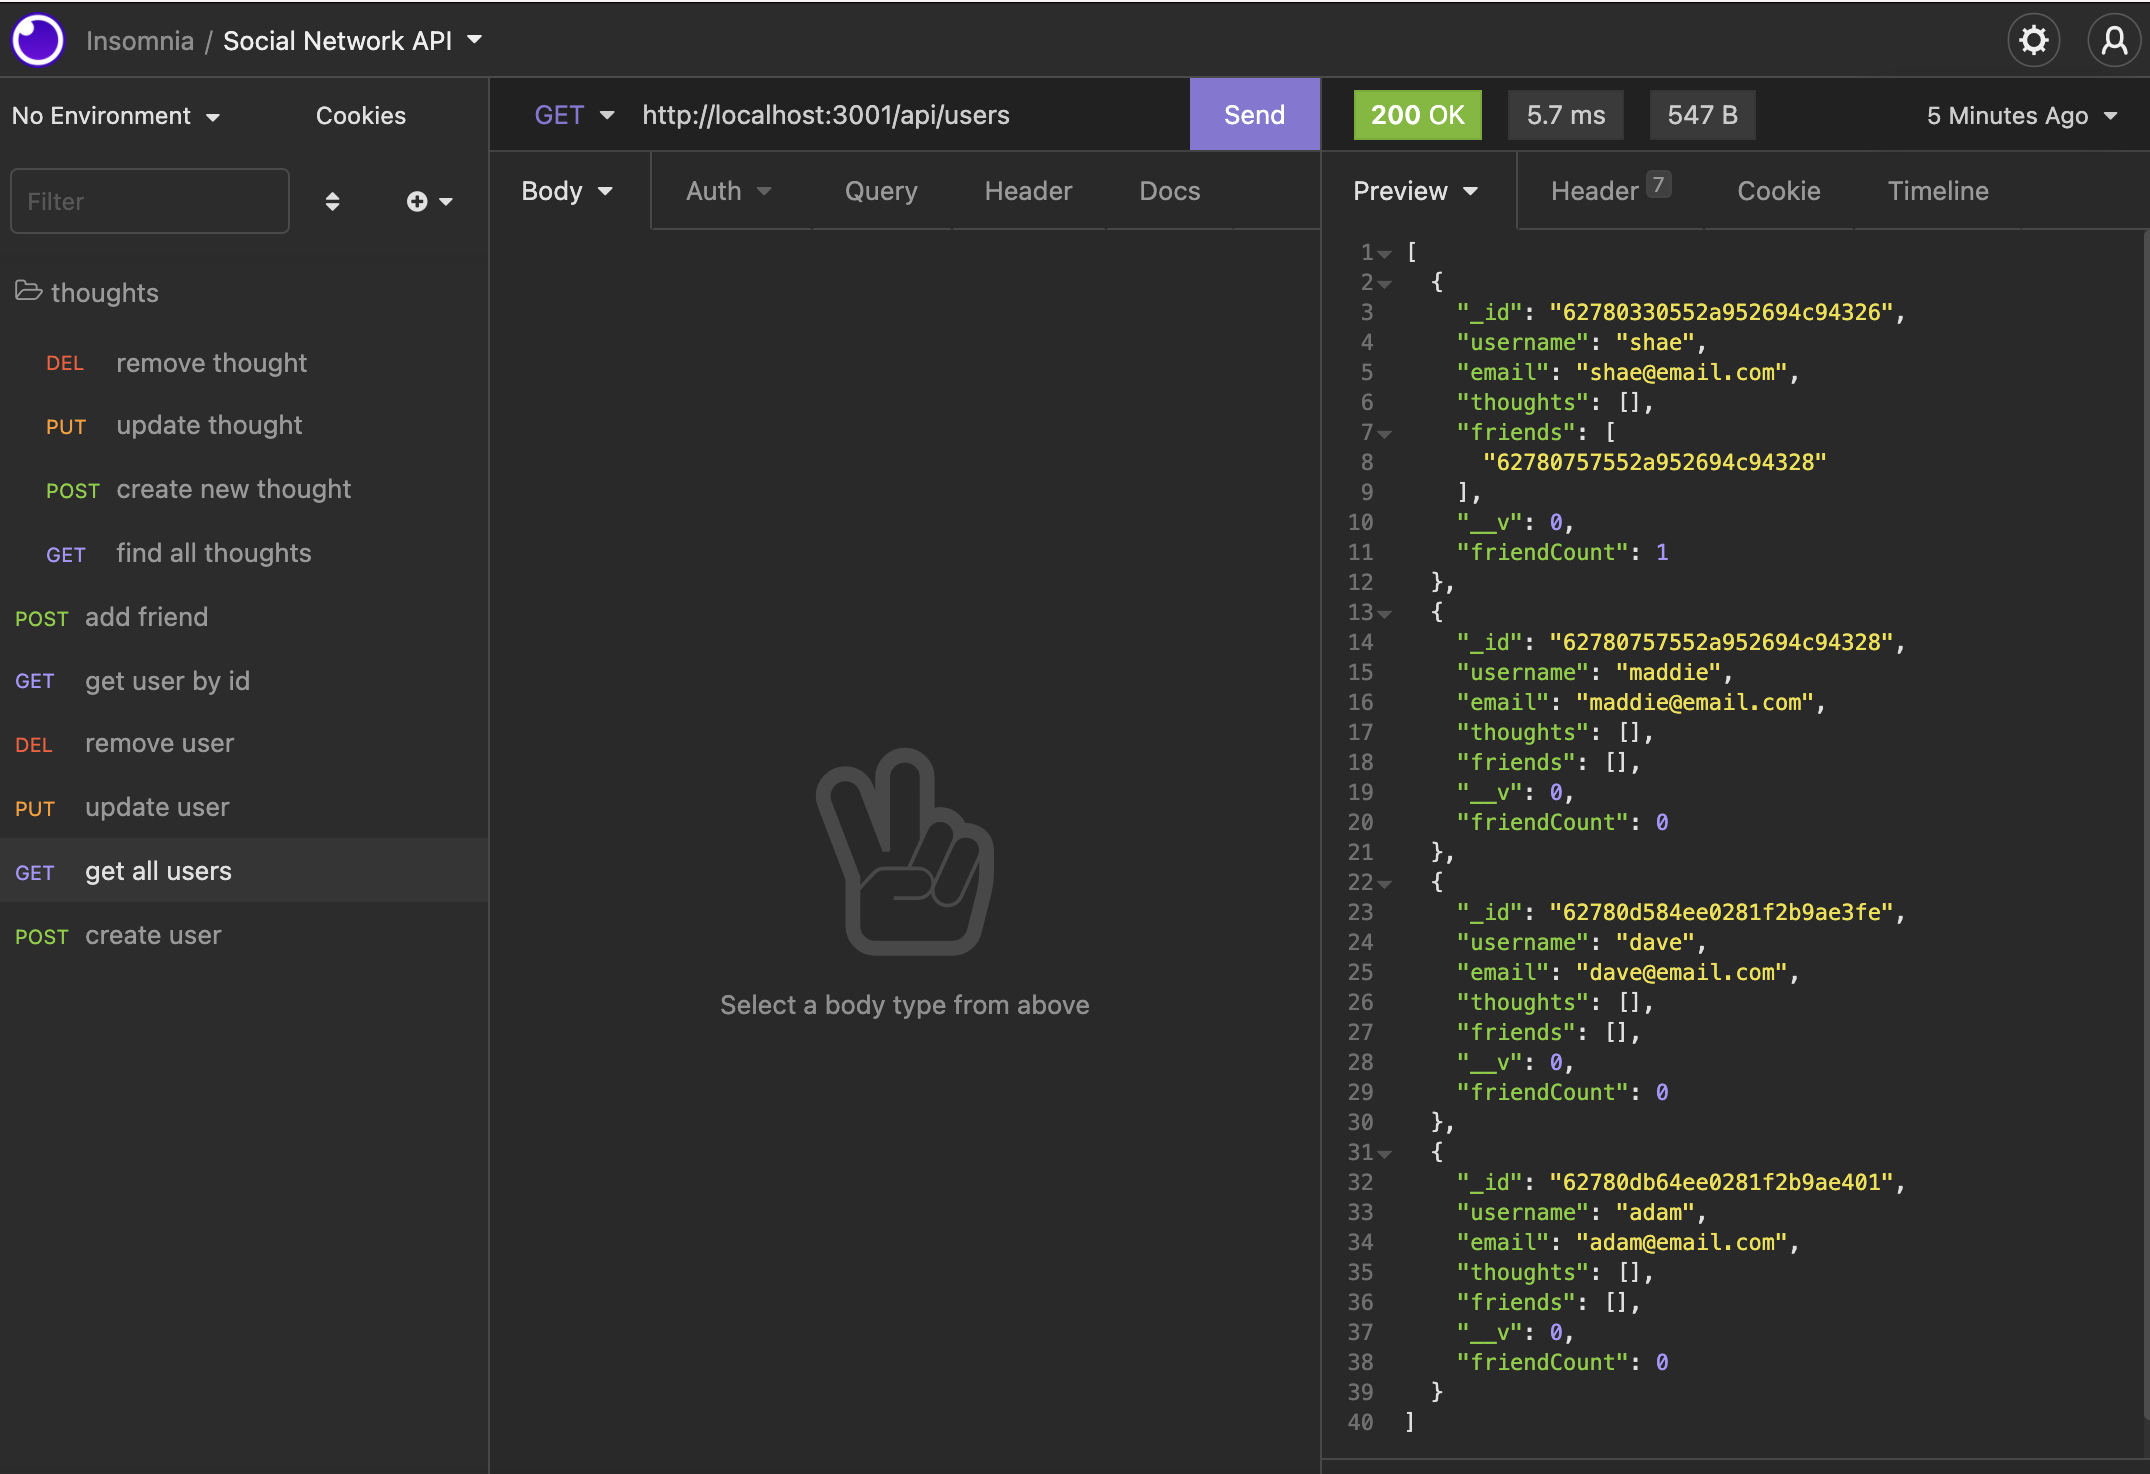 Insomnia / Social Network API
No Environment
Cookies
Filter
thoughts
DEL remove thought
PUT update thought
POST create new thought
GET find all thoughts
POST add friend
GET get user by id
DEL remove user
PUT update user
GET get all users
POST create user
GET http://localhost:3001/api/users Send
Body Auth Query Header Docs
Select a body type from above
200 OK 5.7 ms 547 B 5 Minutes Ago
Preview Header 7 Cookie Timeline
1 [
2 {
3 "_id": "62780330552a952694c94326",
4 "username": "shae",
5 "email": "shae@email.com",
6 "thoughts": [],
7 "friends": [
8 "62780757552a952694c94328"
9 ],
10 "__v": 0,
11 "friendCount": 1
12 },
13 {
14 "_id": "62780757552a952694c94328",
15 "username": "maddie",
16 "email": "maddie@email.com",
17 "thoughts": [],
18 "friends": [],
19 "__v": 0,
20 "friendCount": 0
21 },
22 {
23 "_id": "62780d584ee0281f2b9ae3fe",
24 "username": "dave",
25 "email": "dave@email.com",
26 "thoughts": [],
27 "friends": [],
28 "__v": 0,
29 "friendCount": 0
30 },
31 {
32 "_id": "62780db64ee0281f2b9ae401",
33 "username": "adam",
34 "email": "adam@email.com",
35 "thoughts": [],
36 "friends": [],
37 "__v": 0,
38 "friendCount": 0
39 }
40 ]